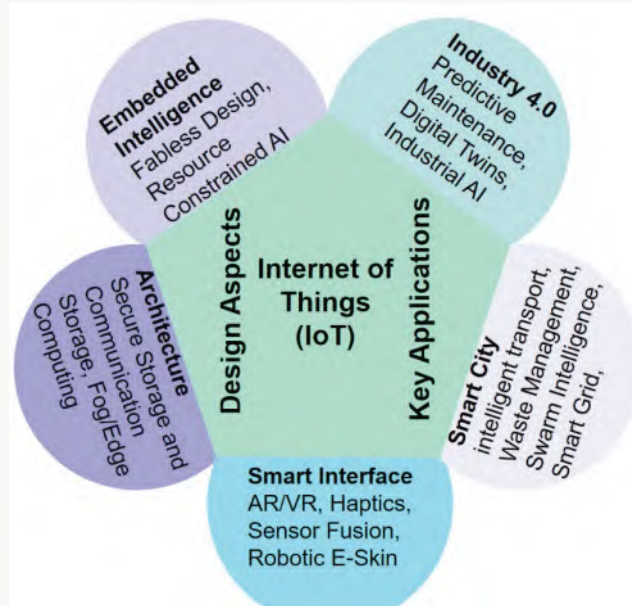 Embedded
Intelligence
Fabless Design,
Resource
Constrained AI
Industry 4.0
Predictive
Maintenance,
Digital Twins,
Industrial AI
Design Aspects
Internet of
Things
(IoT)
Key Applications
Architecture
Secure Storage and
Communication
Storage, Fog/Edge
Computing
Smart City
intelligent transport,
Waste Management,
Swarm Intelligence,
Smart Grid,
Smart Interface
AR/VR, Haptics,
Sensor Fusion,
Robotic E-Skin